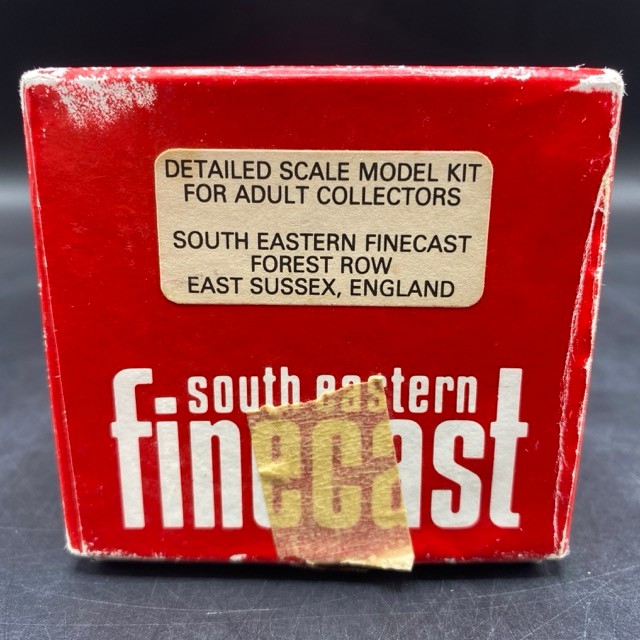 DETAILED SCALE MODEL KIT
FOR ADULT COLLECTORS
SOUTH EASTERN FINECAST
FOREST ROW
EAST SUSSEX, ENGLAND
south eastern
finecast